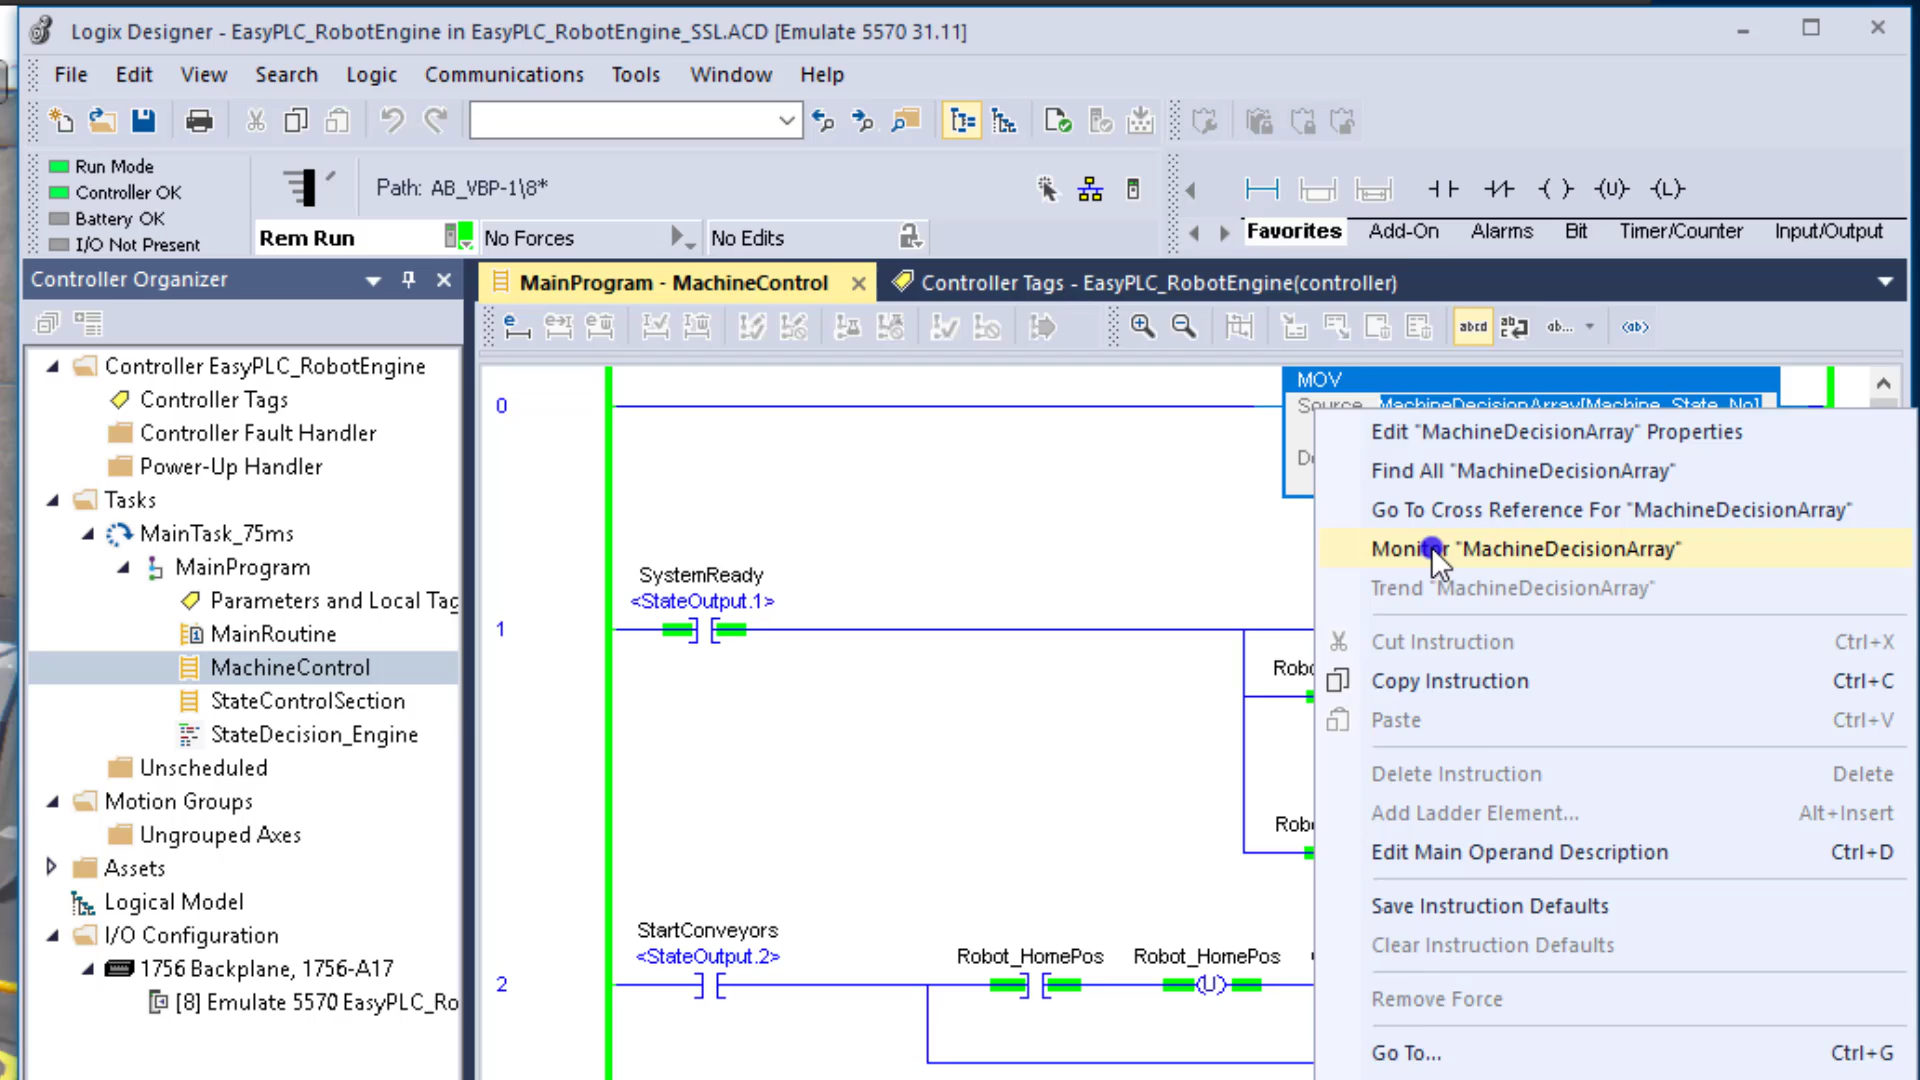 Logix Designer - EasyPLC_RobotEngine in EasyPLC_RobotEngine_SSL.ACD [Emulate 5570 31.11]
File Edit View Search Logic Communications Tools Window Help
Run Mode
Controller OK
Battery OK
I/O Not Present
Path: AB_VBP-1\8*
Rem Run
No Forces
No Edits
Favorites Add-On Alarms Bit Timer/Counter Input/Output
Controller Organizer
MainProgram - MachineControl
Controller Tags - EasyPLC_RobotEngine(controller)
Controller EasyPLC_RobotEngine
Controller Tags
Controller Fault Handler
Power-Up Handler
Tasks
MainTask_75ms
MainProgram
Parameters and Local Tag
MainRoutine
MachineControl
StateControlSection
StateDecision_Engine
Unscheduled
Motion Groups
Ungrouped Axes
Assets
Logical Model
I/O Configuration
1756 Backplane, 1756-A17
[8] Emulate 5570 EasyPLC_Ro
0
MOV
Source MachineDecisionArray[Machine_State_No]
1
SystemReady
<StateOutput.1>
2
StartConveyors
<StateOutput.2>
Robot_HomePos
Robot_HomePos
(U)
Edit "MachineDecisionArray" Properties
Find All "MachineDecisionArray"
Go To Cross Reference For "MachineDecisionArray"
Monitor "MachineDecisionArray"
Trend "MachineDecisionArray"
Cut Instruction Ctrl+X
Copy Instruction Ctrl+C
Paste Ctrl+V
Delete Instruction Delete
Add Ladder Element... Alt+Insert
Edit Main Operand Description Ctrl+D
Save Instruction Defaults
Clear Instruction Defaults
Remove Force
Go To... Ctrl+G